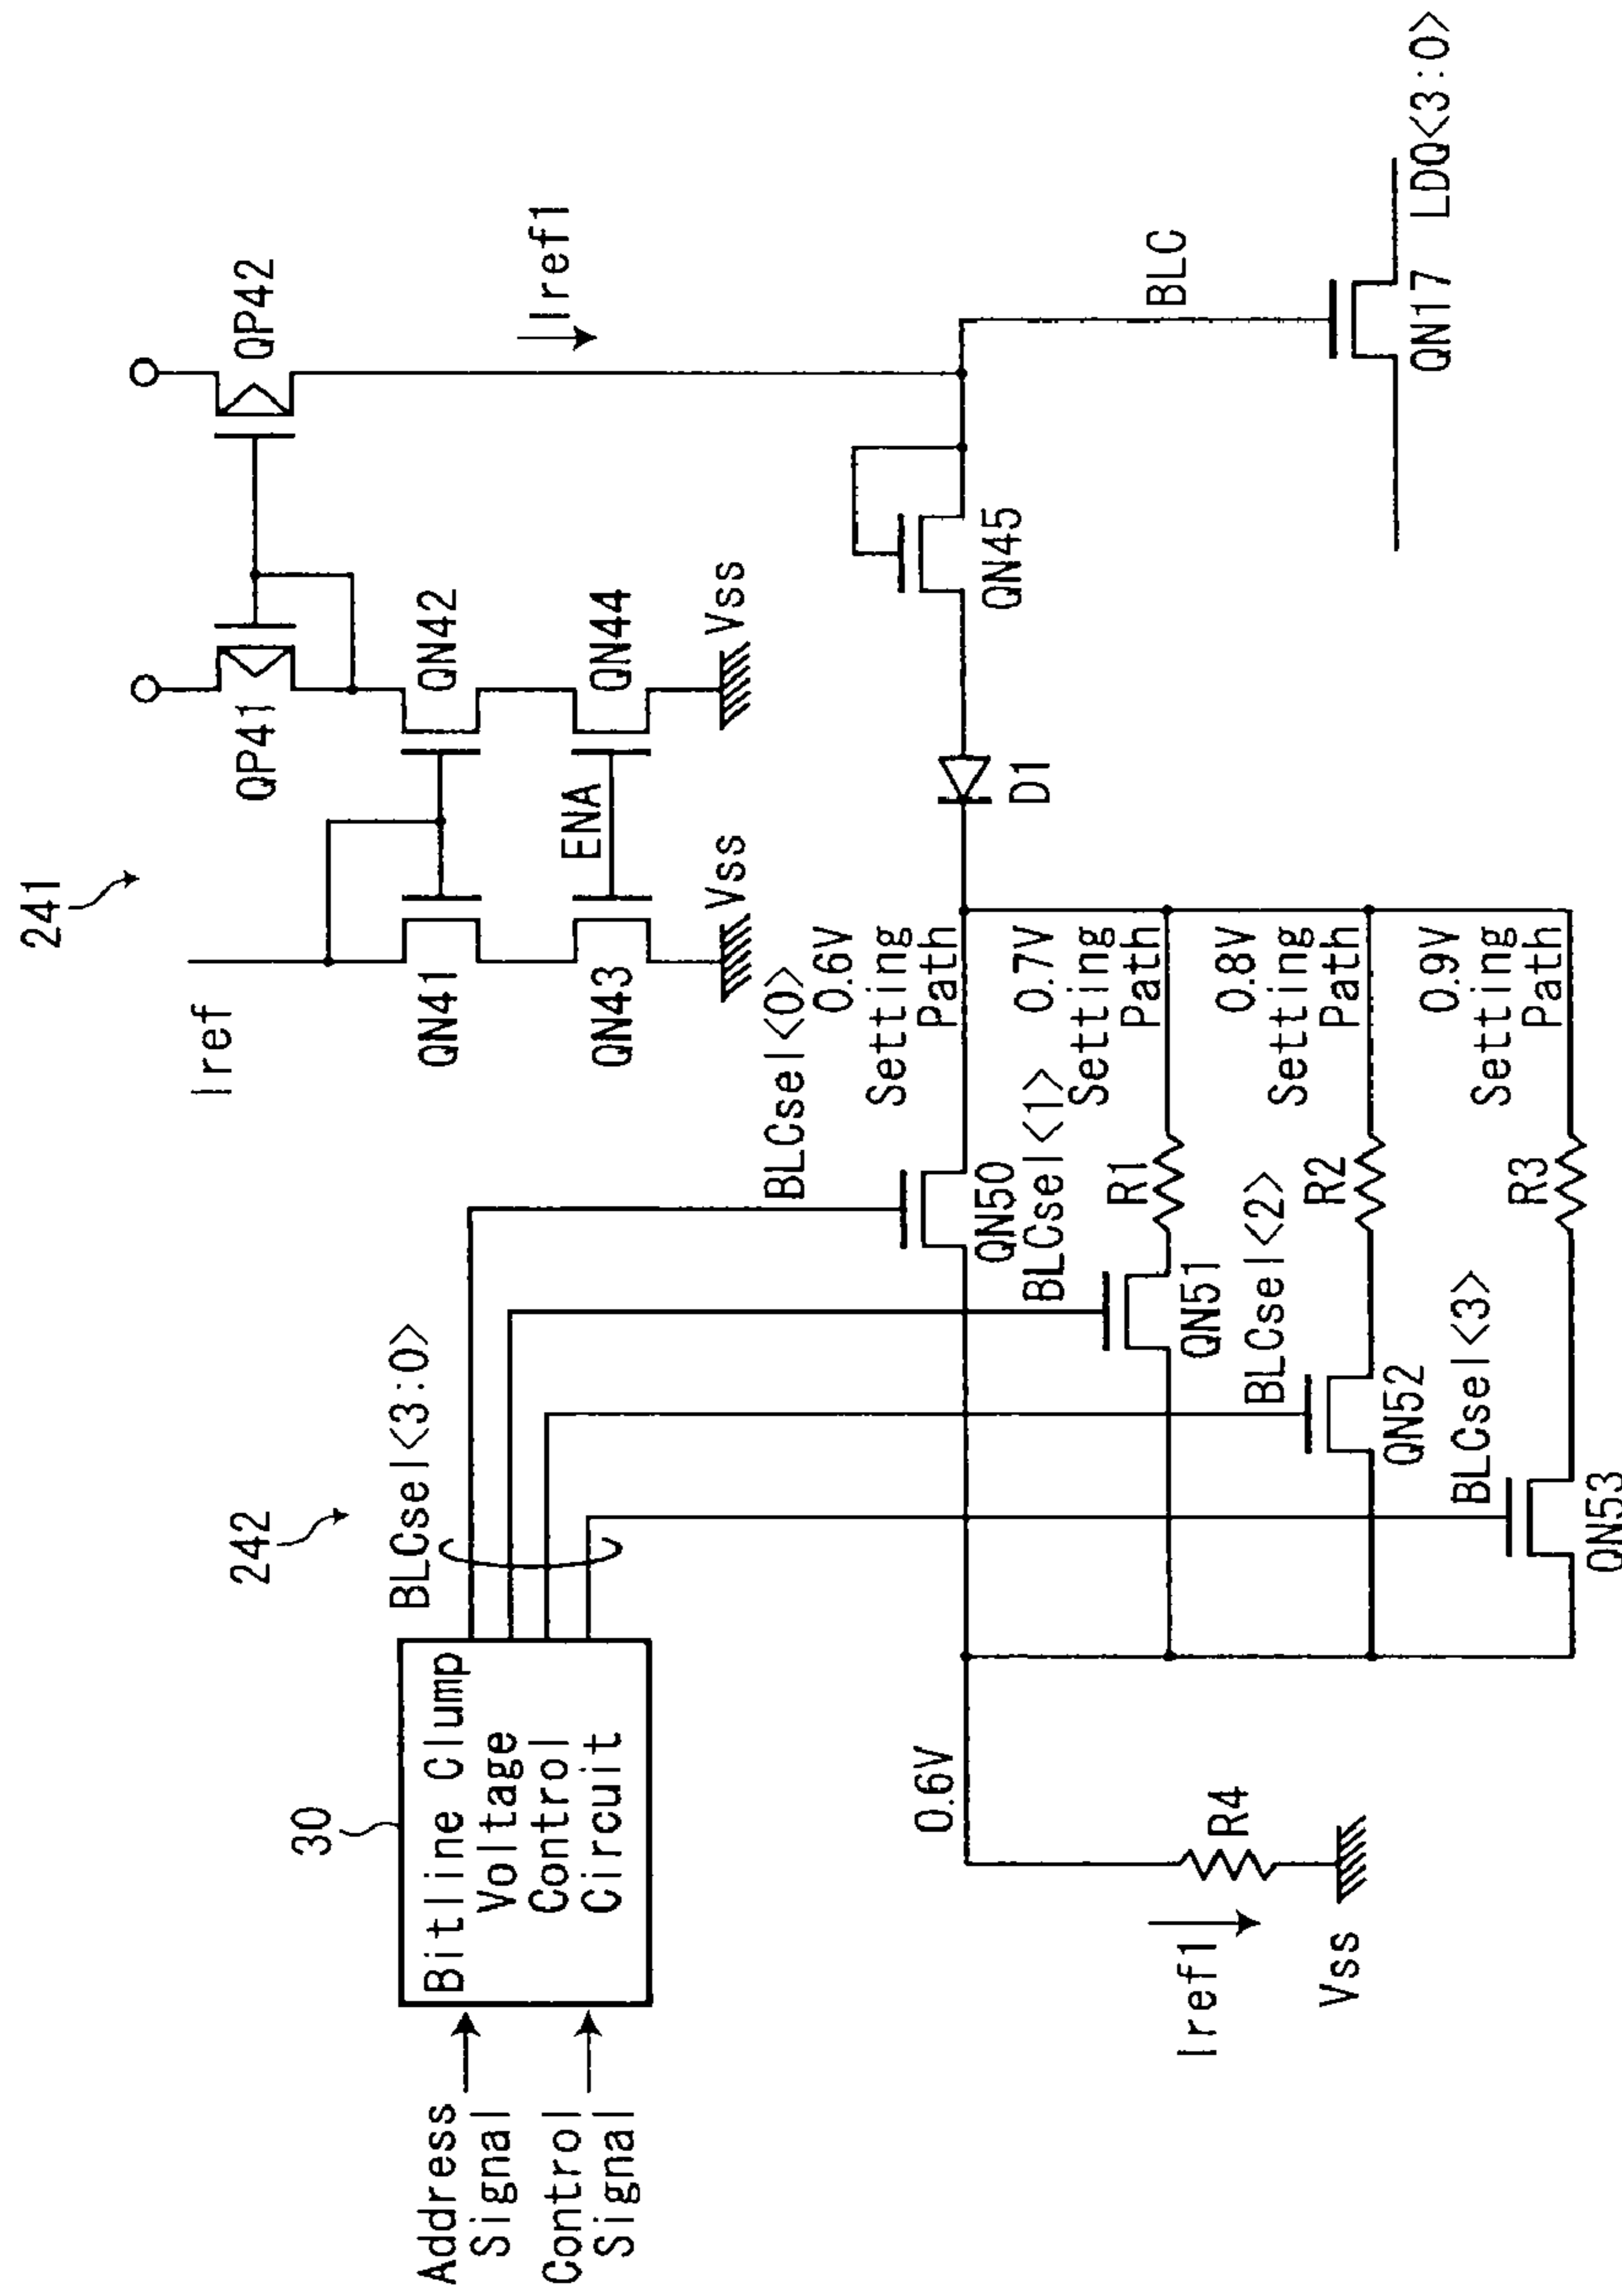 241
Iref
QP41
QP42
Iref1
QN41
QN42
ENA
QN43
QN44
Vss
Vss
242
30
Address
Signal
Control
Signal
Bitline Clump
Voltage
Control
Circuit
BLCsel<3:0>
BLCsel<0>
0.6V
Setting
Path
QN50
D1
QN45
BLC
QN17
LDQ<3:0>
BLCsel<1>
0.7V
Setting
Path
R1
QN51
BLCsel<2>
0.8V
Setting
Path
R2
QN52
BLCsel<3>
0.9V
Setting
Path
R3
QN53
0.6V
R4
Iref1
Vss